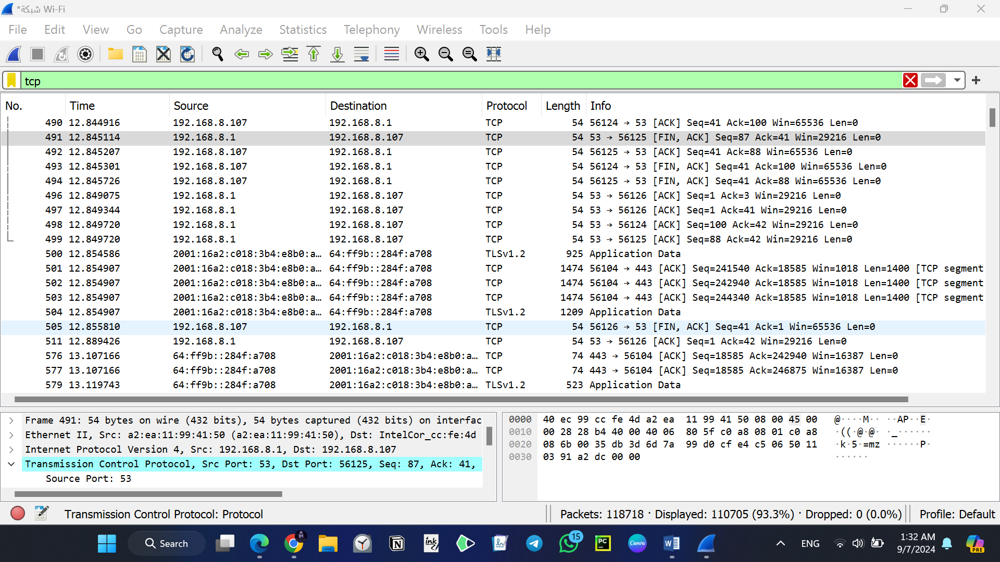 *شبكة Wi-Fi
File Edit View Go Capture Analyze Statistics Telephony Wireless Tools Help
tcp
No. Time Source Destination Protocol Length Info
490 12.844916 192.168.8.107 192.168.8.1 TCP 54 56124 → 53 [ACK] Seq=41 Ack=100 Win=65536 Len=0
491 12.845114 192.168.8.1 192.168.8.107 TCP 54 53 → 56125 [FIN, ACK] Seq=87 Ack=41 Win=29216 Len=0
492 12.845207 192.168.8.107 192.168.8.1 TCP 54 56125 → 53 [ACK] Seq=41 Ack=88 Win=65536 Len=0
493 12.845301 192.168.8.107 192.168.8.1 TCP 54 56124 → 53 [FIN, ACK] Seq=41 Ack=100 Win=65536 Len=0
494 12.845726 192.168.8.107 192.168.8.1 TCP 54 56125 → 53 [FIN, ACK] Seq=41 Ack=88 Win=65536 Len=0
496 12.849075 192.168.8.1 192.168.8.107 TCP 54 53 → 56126 [ACK] Seq=1 Ack=3 Win=29216 Len=0
497 12.849344 192.168.8.1 192.168.8.107 TCP 54 53 → 56126 [ACK] Seq=1 Ack=41 Win=29216 Len=0
498 12.849720 192.168.8.1 192.168.8.107 TCP 54 53 → 56124 [ACK] Seq=100 Ack=42 Win=29216 Len=0
499 12.849720 192.168.8.1 192.168.8.107 TCP 54 53 → 56125 [ACK] Seq=88 Ack=42 Win=29216 Len=0
500 12.854586 2001:16a2:c018:3b4:e8b0:a… 64:ff9b::284f:a708 TLSv1.2 925 Application Data
501 12.854907 2001:16a2:c018:3b4:e8b0:a… 64:ff9b::284f:a708 TCP 1474 56104 → 443 [ACK] Seq=241540 Ack=18585 Win=1018 Len=1400 [TCP segment
502 12.854907 2001:16a2:c018:3b4:e8b0:a… 64:ff9b::284f:a708 TCP 1474 56104 → 443 [ACK] Seq=242940 Ack=18585 Win=1018 Len=1400 [TCP segment
503 12.854907 2001:16a2:c018:3b4:e8b0:a… 64:ff9b::284f:a708 TCP 1474 56104 → 443 [ACK] Seq=244340 Ack=18585 Win=1018 Len=1400 [TCP segment
504 12.854907 2001:16a2:c018:3b4:e8b0:a… 64:ff9b::284f:a708 TLSv1.2 1209 Application Data
505 12.855810 192.168.8.107 192.168.8.1 TCP 54 56126 → 53 [FIN, ACK] Seq=41 Ack=1 Win=65536 Len=0
511 12.889426 192.168.8.1 192.168.8.107 TCP 54 53 → 56126 [ACK] Seq=1 Ack=42 Win=29216 Len=0
576 13.107166 64:ff9b::284f:a708 2001:16a2:c018:3b4:e8b0:a… TCP 74 443 → 56104 [ACK] Seq=18585 Ack=242940 Win=16387 Len=0
577 13.107166 64:ff9b::284f:a708 2001:16a2:c018:3b4:e8b0:a… TCP 74 443 → 56104 [ACK] Seq=18585 Ack=246875 Win=16387 Len=0
579 13.119743 64:ff9b::284f:a708 2001:16a2:c018:3b4:e8b0:a… TLSv1.2 523 Application Data
Frame 491: 54 bytes on wire (432 bits), 54 bytes captured (432 bits) on interfac
Ethernet II, Src: a2:ea:11:99:41:50 (a2:ea:11:99:41:50), Dst: IntelCor_cc:fe:4d
Internet Protocol Version 4, Src: 192.168.8.1, Dst: 192.168.8.107
Transmission Control Protocol, Src Port: 53, Dst Port: 56125, Seq: 87, Ack: 41,
Source Port: 53
0000 40 ec 99 cc fe 4d a2 ea 11 99 41 50 08 00 45 00 @····M·· ··AP··E·
0010 00 28 28 b4 40 00 40 06 80 5f c0 a8 08 01 c0 a8 ·((·@·@· ·_······
0020 08 6b 00 35 db 3d 6d 7a 99 d0 cf e4 c5 06 50 11 ·k·5·=mz ······P·
0030 03 91 a2 dc 00 00 ······
Transmission Control Protocol: Protocol
Packets: 118718 · Displayed: 110705 (93.3%) · Dropped: 0 (0.0%)
Profile: Default
Search
ink
15
PC
Canva
ENG
1:32 AM
9/7/2024
PRE